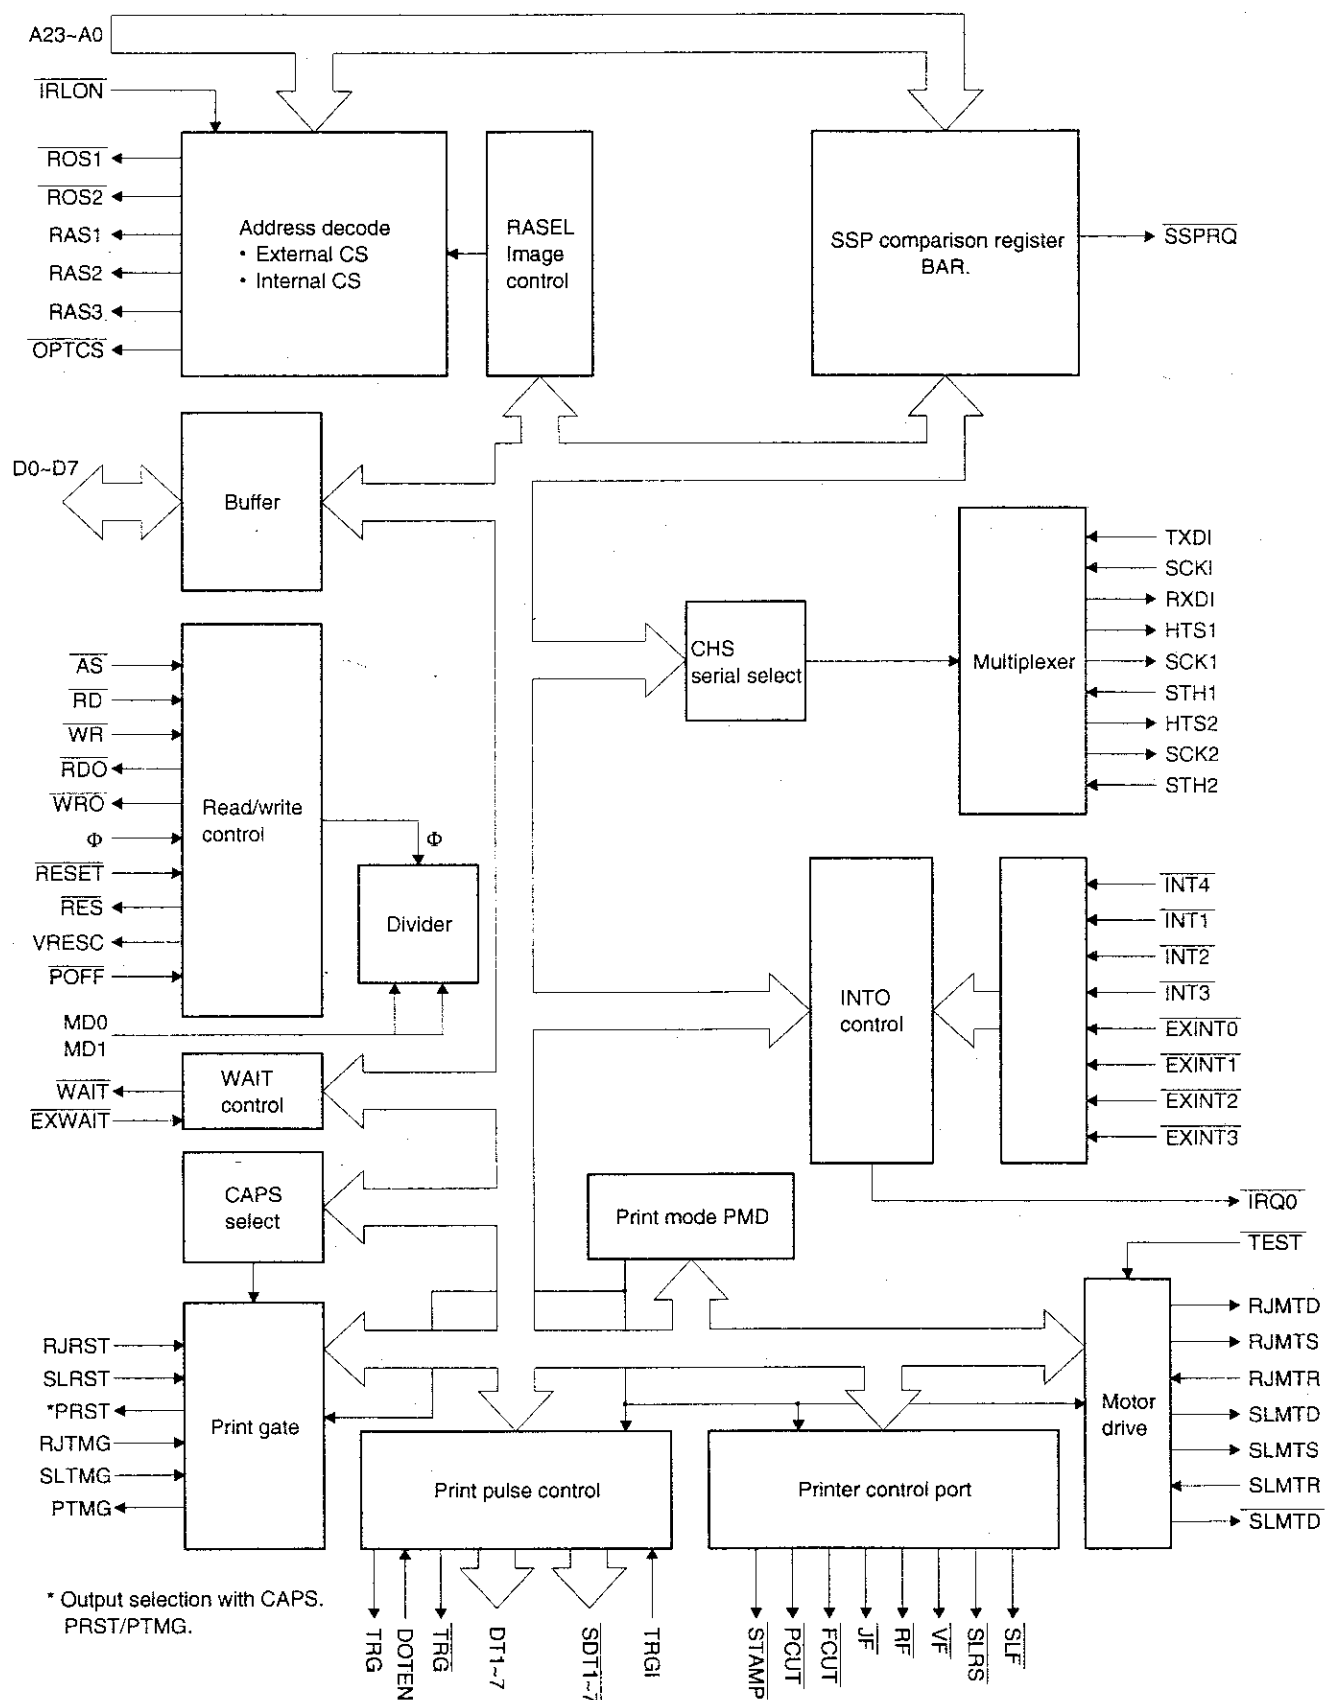 A23~A0
IRLON
ROS1
ROS2
RAS1
RAS2
RAS3
OPTCS
Address decode
• External CS
• Internal CS
RASEL
Image
control
SSP comparison register
BAR.
SSPRQ
D0~D7
Buffer
CHS
serial select
Multiplexer
TXDI
SCKI
RXDI
HTS1
SCK1
STH1
HTS2
SCK2
STH2
AS
RD
WR
RDO
WRO
Φ
RESET
RES
VRESC
POFF
Read/write
control
Φ
Divider
MD0
MD1
INTO
control
INT4
INT1
INT2
INT3
EXINT0
EXINT1
EXINT2
EXINT3
IRQ0
WAIT
EXWAIT
WAIT
control
CAPS
select
Print mode PMD
TEST
RJRST
SLRST
*PRST
RJTMG
SLTMG
PTMG
Print gate
Print pulse control
Printer control port
Motor
drive
RJMTD
RJMTS
RJMTR
SLMTD
SLMTS
SLMTR
SLMTD
TRG
DOTEN
TRG
DT1~7
SDT1~7
TRGI
STAMP
PCUT
FCUT
JF
RF
VF
SLRS
SLF
* Output selection with CAPS.
PRST/PTMG.